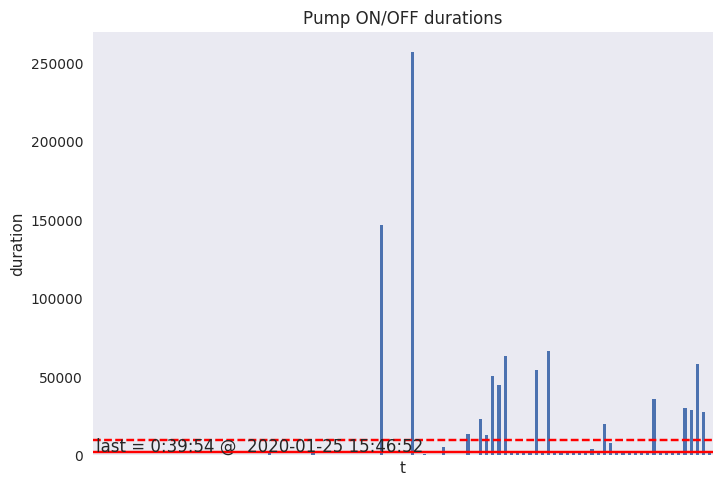 Pump ON/OFF durations
250000
200000
150000
100000
50000
0
duration
last = 0:39:54 @  2020-01-25 15:46:52
t